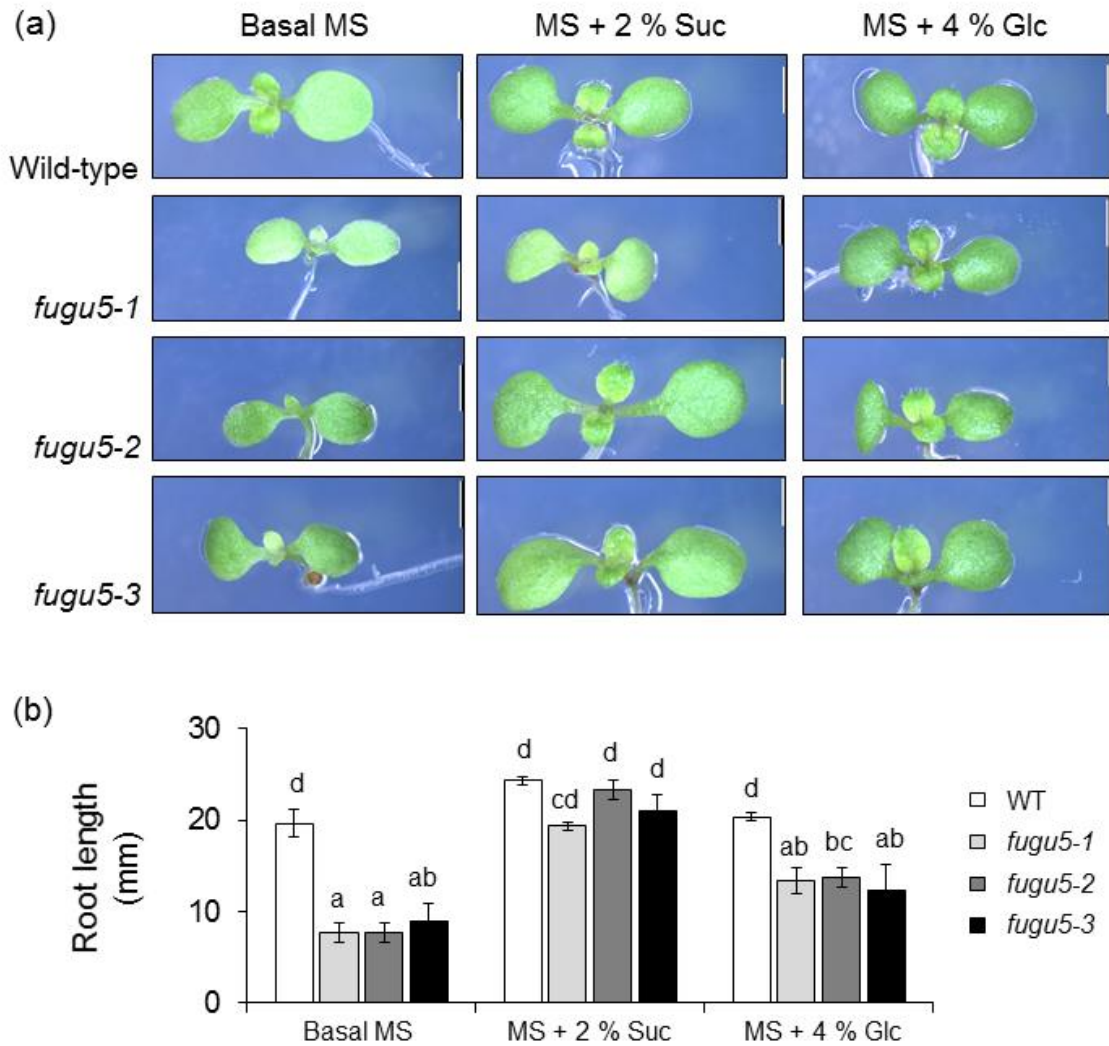 (a)
Basal MS MS + 2 % Suc MS + 4 % Glc
Wild-type
fugu5-1
fugu5-2
fugu5-3
(b)
Root length
(mm)
30
20
10
0
d a a ab
d cd d d
d ab bc ab
Basal MS MS + 2 % Suc MS + 4 % Glc
WT
fugu5-1
fugu5-2
fugu5-3